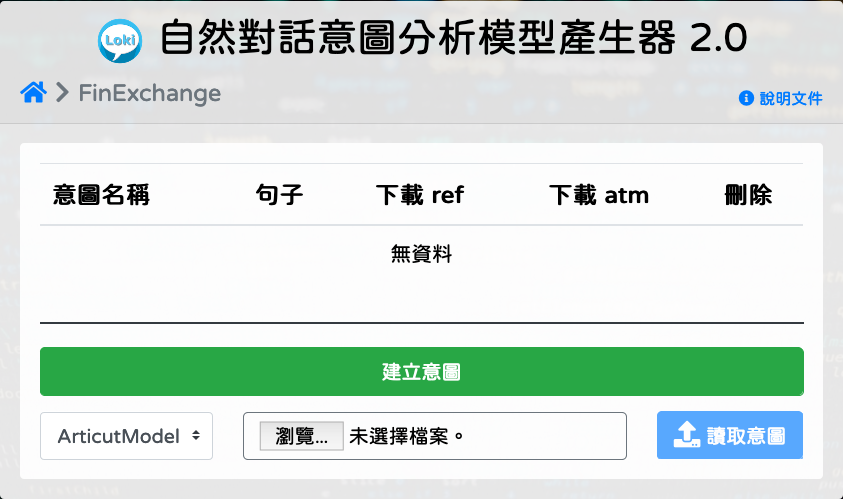 Loki 自然對話意圖分析模型產生器 2.0
FinExchange
說明文件
意圖名稱 句子 下載 ref 下載 atm 刪除
無資料
建立意圖
ArticutModel 瀏覽... 未選擇檔案。 讀取意圖